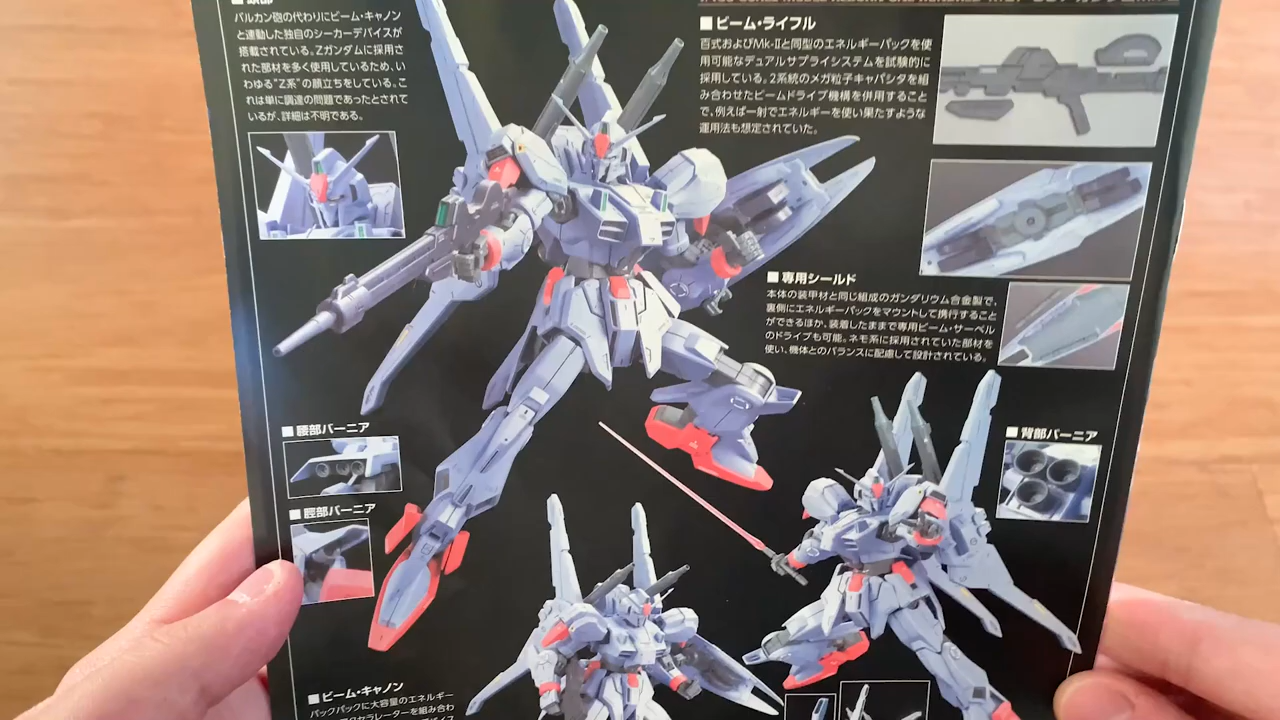 ■頭部
バルカン砲の代わりにビーム・キャノン
と連動した独自のシーカーデバイスが
搭載されている。Zガンダムに採用さ
れた部材を多く使用しているため、い
わゆる“Z系”の顔立ちをしている。こ
れは単に調達の問題であったとされて
いるが、詳細は不明である。
■ビーム・ライフル
百式およびMk-Ⅱと同型のエネルギーパックを使
用可能なデュアルサプライシステムを試験的に
採用している。2系統のメガ粒子キャパシタを組
み合わせたビームドライブ機構を併用すること
で、例えば一射でエネルギーを使い果たすような
運用法も想定されていた。
■専用シールド
本体の装甲材と同じ組成のガンダリウム合金製で、
裏側にエネルギーパックをマウントして携行すること
ができるほか、装着したままで専用ビーム・サーベル
のドライブも可能。ネモ系に採用されていた部材を
使い、機体とのバランスに配慮して設計されている。
■腰部バーニア
■脛部バーニア
■背部バーニア
■ビーム・キャノン
バックパックに大容量のエネルギー
アクセラレーターを組み合わ